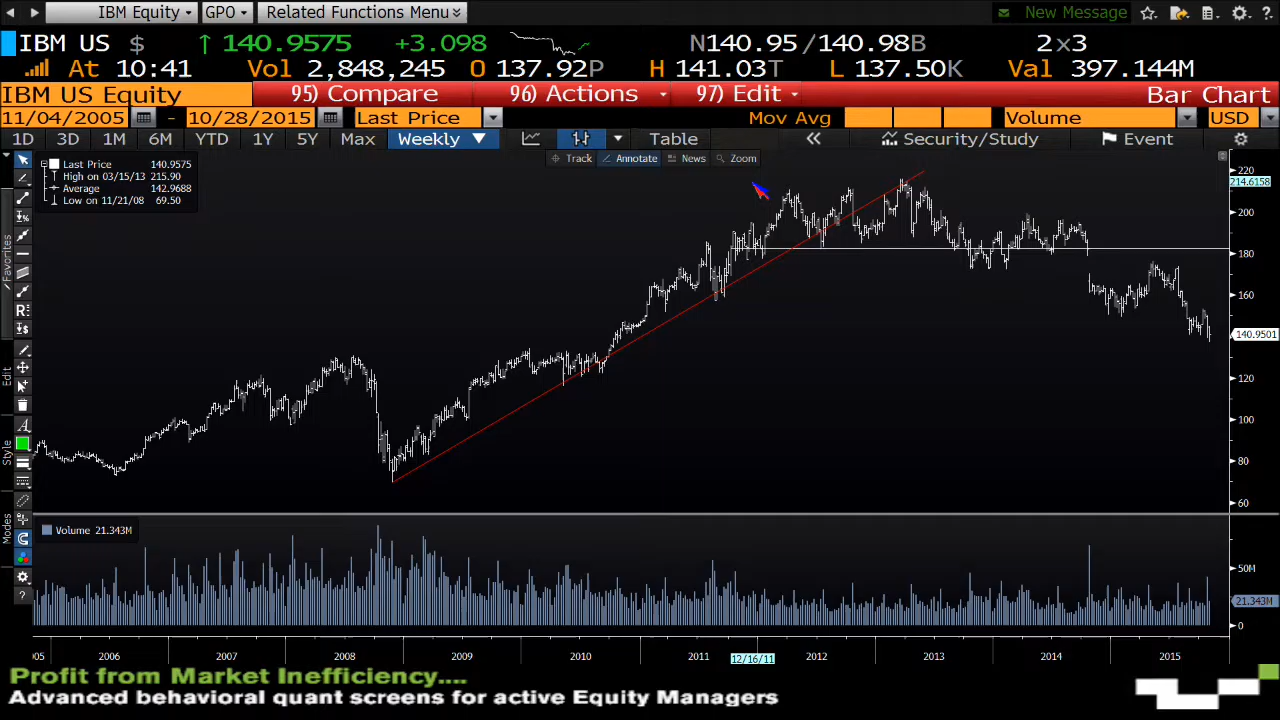 IBM Equity GPO Related Functions Menu New Message ?
IBM US $ ↑ 140.9575 +3.098 N140.95 /140.98B 2x3
At 10:41 Vol 2,848,245 O 137.92P H 141.03T L 137.50K Val 397.144M
IBM US Equity 95) Compare 96) Actions 97) Edit Bar Chart
11/04/2005 - 10/28/2015 Last Price Mov Avg Volume USD
1D 3D 1M 6M YTD 1Y 5Y Max Weekly ▼ Table « Security/Study Event
Track Annotate News Zoom
Last Price 140.9575
High on 03/15/13 215.90
Average 142.9688
Low on 11/21/08 69.50
Favorites
Edit
Style
Modes
%
R
$
A
?
220
214.6158
200
180
160
140.9501
120
100
80
60
Volume 21.343M
50M
21.343M
0
05 2006 2007 2008 2009 2010 2011 12/16/11 2012 2013 2014 2015
Profit from Market Inefficiency....
Advanced behavioral quant screens for active Equity Managers